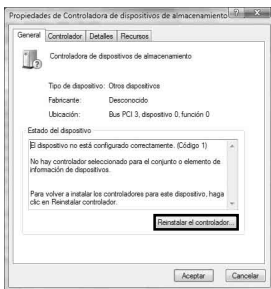 Propiedades de Controladora de dispositivos de almacenamiento
General Controlador Detalles Recursos
Controladora de dispositivos de almacenamiento
Tipo de dispositivo: Otros dispositivos
Fabricante: Desconocido
Ubicación: Bus PCI 3, dispositivo 0, función 0
Estado del dispositivo
El dispositivo no está configurado correctamente. (Código 1)
No hay controlador seleccionado para el conjunto o elemento de
información de dispositivos.
Para volver a instalar los controladores para este dispositivo, haga
clic en Reinstalar controlador.
Reinstalar el controlador...
Aceptar Cancelar